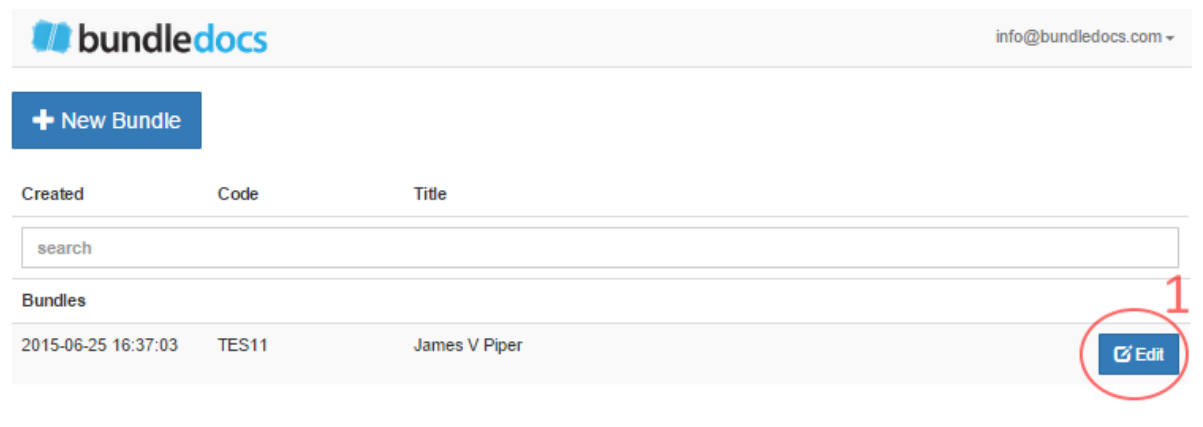 bundledocs info@bundledocs.com
New Bundle
Created Code Title
search
Bundles
1
2015-06-25 16:37:03 TES11 James V Piper Edit